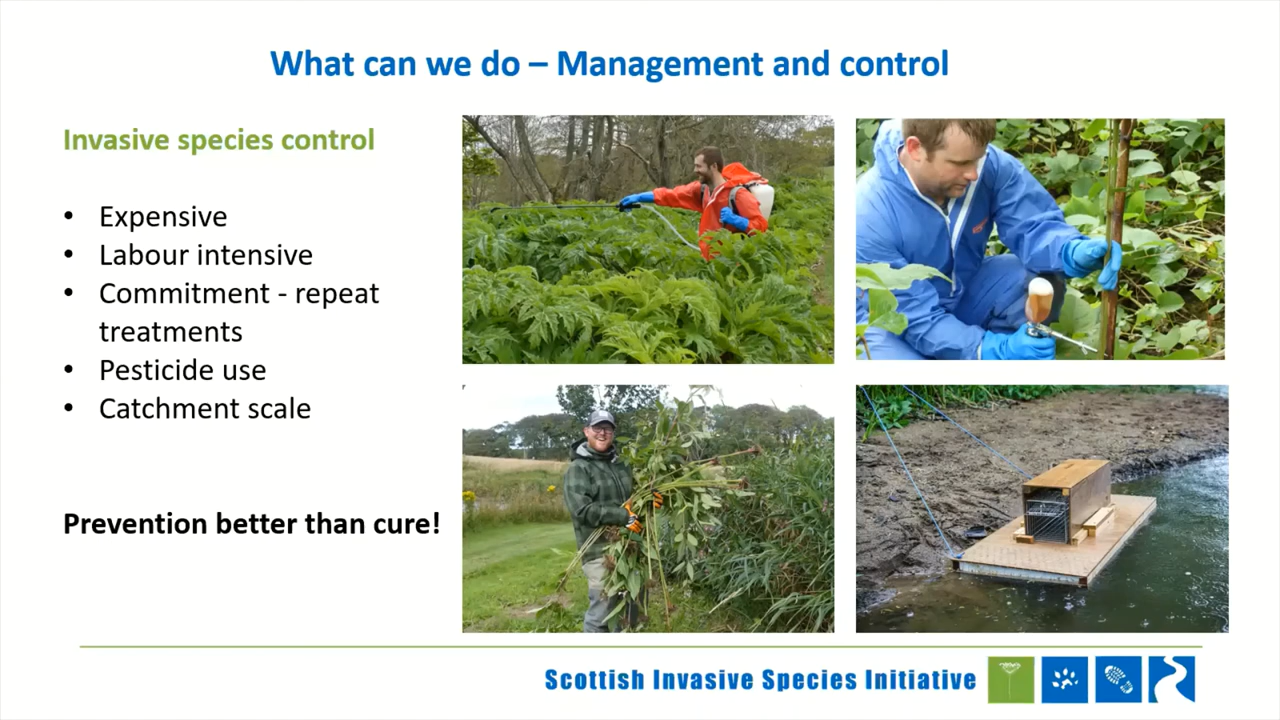 What can we do – Management and control
Invasive species control
• Expensive
• Labour intensive
• Commitment - repeat
treatments
• Pesticide use
• Catchment scale
Prevention better than cure!
Scottish Invasive Species Initiative